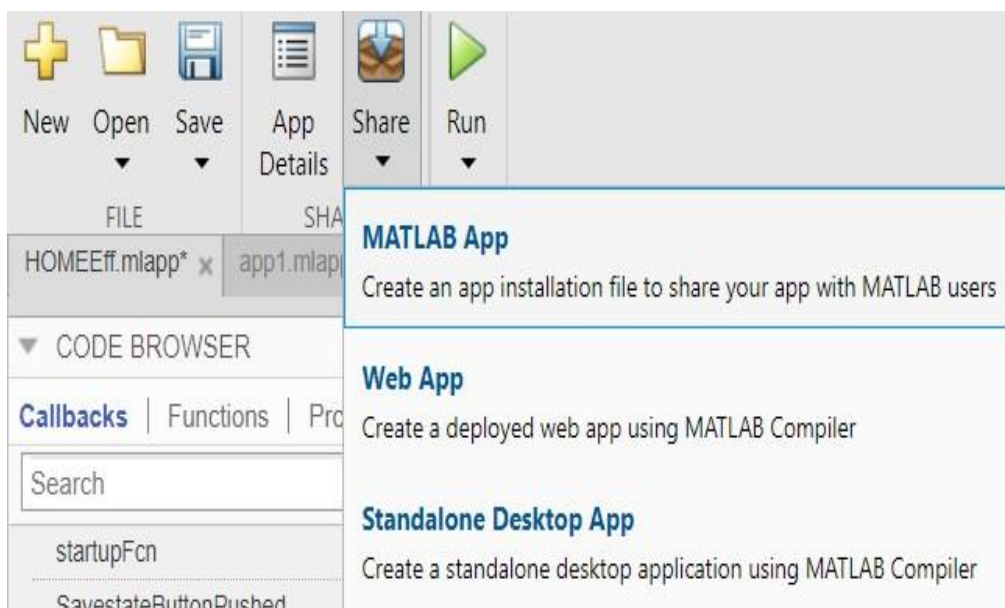 New Open Save App Details Share Run
FILE SHA
HOMEEff.mlapp* x app1.mlapp
CODE BROWSER
Callbacks | Functions | Pro
Search
startupFcn
SavestateButtonPushed
MATLAB App
Create an app installation file to share your app with MATLAB users
Web App
Create a deployed web app using MATLAB Compiler
Standalone Desktop App
Create a standalone desktop application using MATLAB Compiler